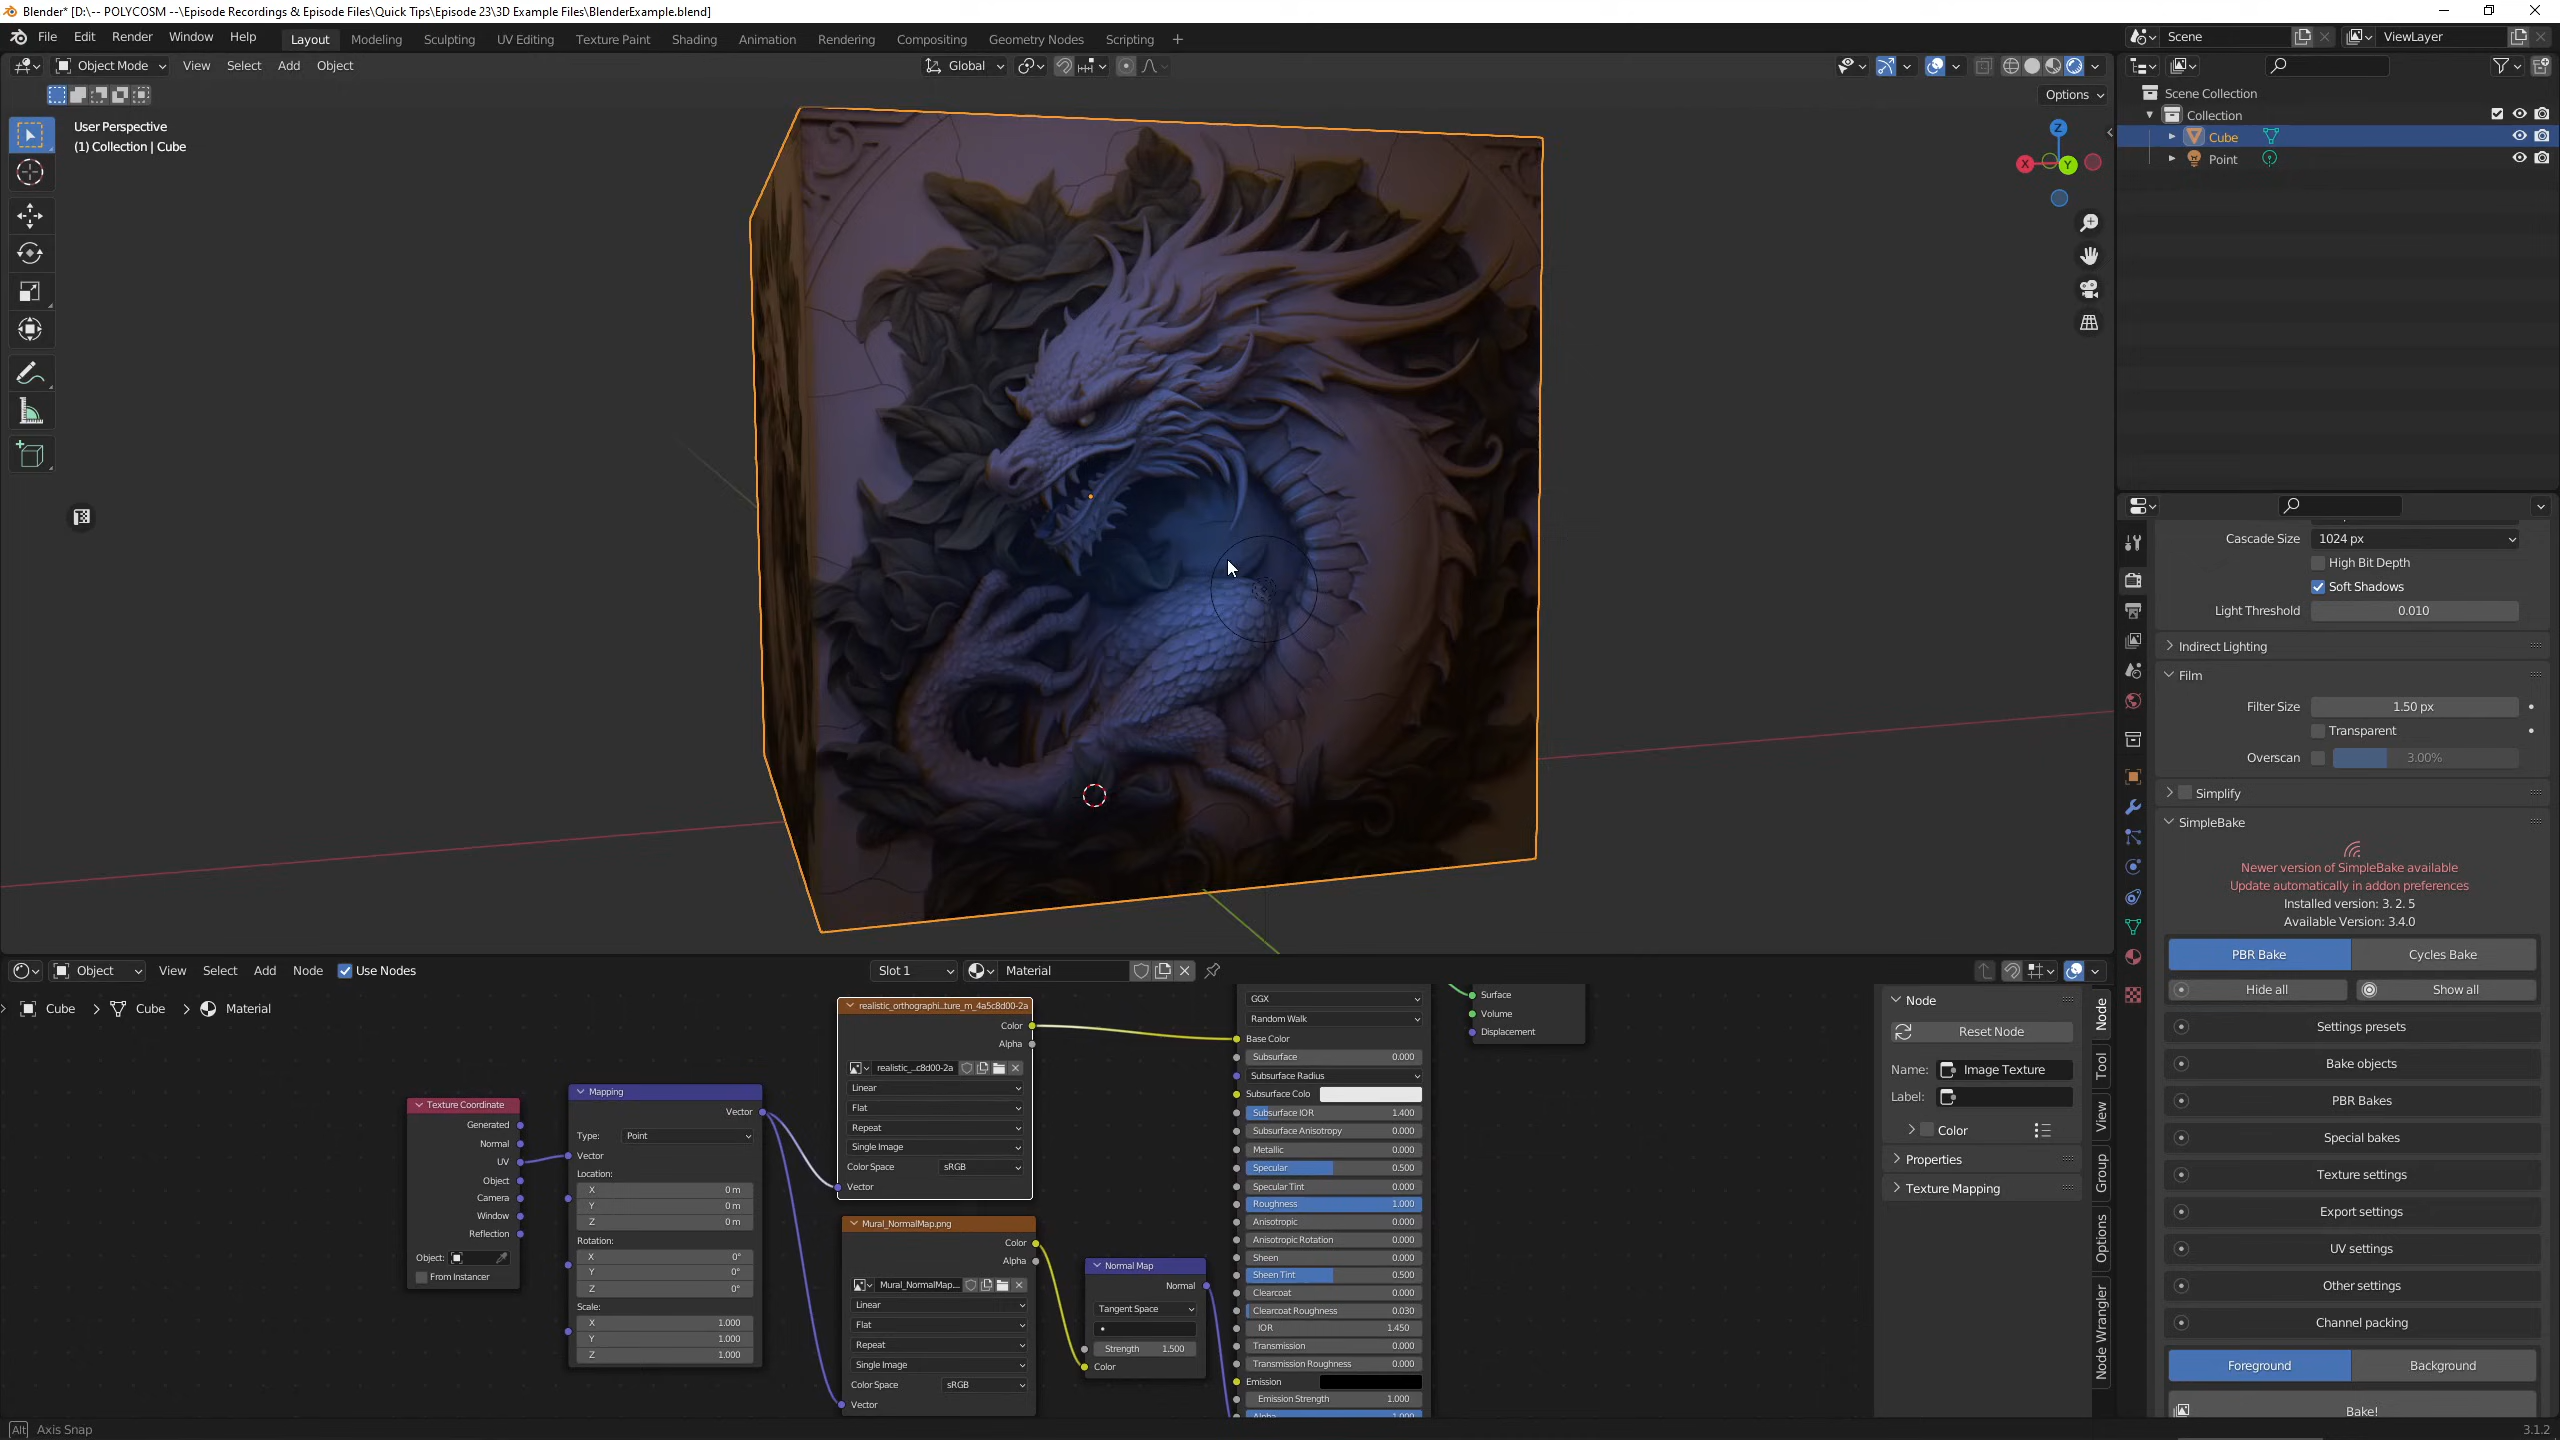 Blender* [D:\-- POLYCOSM --\Episode Recordings & Episode Files\Quick Tips\Episode 23\3D Example Files\BlenderExample.blend]
File Edit Render Window Help Layout Modeling Sculpting UV Editing Texture Paint Shading Animation Rendering Compositing Geometry Nodes Scripting +
Scene
ViewLayer
Object Mode View Select Add Object
Global
Options
User Perspective
(1) Collection | Cube
Z
X
Y
Scene Collection
Collection
Cube
Point
Cascade Size 1024 px
High Bit Depth
Soft Shadows
Light Threshold 0.010
Indirect Lighting
Film
Filter Size 1.50 px
Transparent
Overscan 3.00%
Simplify
SimpleBake
Newer version of SimpleBake available
Update automatically in addon preferences
Installed version: 3. 2. 5
Available Version: 3.4.0
PBR Bake Cycles Bake
Hide all Show all
Settings presets
Bake objects
PBR Bakes
Special bakes
Texture settings
Export settings
UV settings
Other settings
Channel packing
Foreground Background
Bake!
Object View Select Add Node Use Nodes
Slot 1 Material
Cube > Cube > Material
Texture Coordinate
Generated
Normal
UV
Object
Camera
Window
Reflection
Object:
From Instancer
Mapping
Vector
Type: Point
Vector
Location:
X 0 m
Y 0 m
Z 0 m
Rotation:
X 0°
Y 0°
Z 0°
Scale:
X 1.000
Y 1.000
Z 1.000
realistic_orthographi...ture_m_4a5c8d00-2a
Color
Alpha
realistic_...c8d00-2a
Linear
Flat
Repeat
Single Image
Color Space sRGB
Vector
Mural_NormalMap.png
Color
Alpha
Mural_NormalMap...
Linear
Flat
Repeat
Single Image
Color Space sRGB
Vector
Normal Map
Normal
Tangent Space
Strength 1.500
Color
GGX
Random Walk
Base Color
Subsurface 0.000
Subsurface Radius
Subsurface Colo
Subsurface IOR 1.400
Subsurface Anisotropy 0.000
Metallic 0.000
Specular 0.500
Specular Tint 0.000
Roughness 1.000
Anisotropic 0.000
Anisotropic Rotation 0.000
Sheen 0.000
Sheen Tint 0.500
Clearcoat 0.000
Clearcoat Roughness 0.030
IOR 1.450
Transmission 0.000
Transmission Roughness 0.000
Emission
Emission Strength 1.000
Alpha 1.000
Surface
Volume
Displacement
Node
Reset Node
Name: Image Texture
Label:
Color
Properties
Texture Mapping
Node
Tool
View
Group
Options
Node Wrangler
Alt Axis Snap
3.1.2